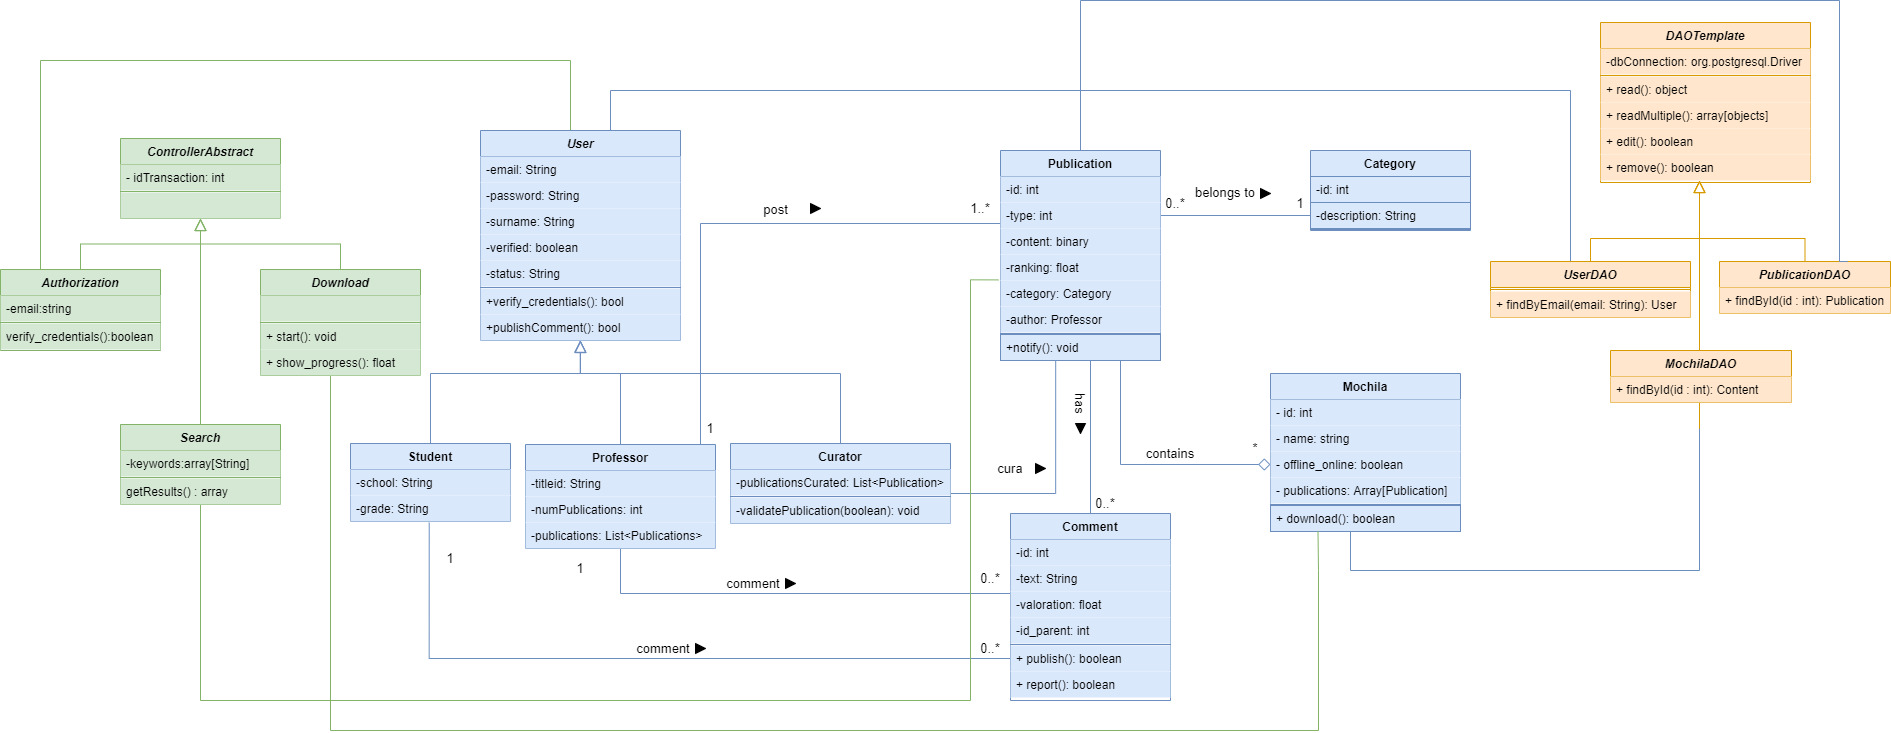 DAOTemplate
-dbConnection: org.postgresql.Driver
+ read(): object
+ readMultiple(): array[objects]
+ edit(): boolean
+ remove(): boolean
ControllerAbstract
- idTransaction: int
User
-email: String
-password: String
-surname: String
-verified: boolean
-status: String
+verify_credentials(): bool
+publishComment(): bool
post
1..*
Publication
-id: int
-type: int
-content: binary
-ranking: float
-category: Category
-author: Professor
+notify(): void
0..*
belongs to
1
Category
-id: int
-description: String
Authorization
-email:string
verify_credentials():boolean
Download
+ start(): void
+ show_progress(): float
UserDAO
+ findByEmail(email: String): User
PublicationDAO
+ findById(id : int): Publication
MochilaDAO
+ findById(id : int): Content
Search
-keywords:array[String]
getResults() : array
Student
-school: String
-grade: String
Professor
-titleid: String
-numPublications: int
-publications: List<Publications>
1
Curator
-publicationsCurated: List<Publication>
-validatePublication(boolean): void
cura
has
contains
*
Mochila
- id: int
- name: string
- offline_online: boolean
- publications: Array[Publication]
+ download(): boolean
0..*
Comment
-id: int
-text: String
-valoration: float
-id_parent: int
+ publish(): boolean
+ report(): boolean
1
1
comment
0..*
comment
0..*